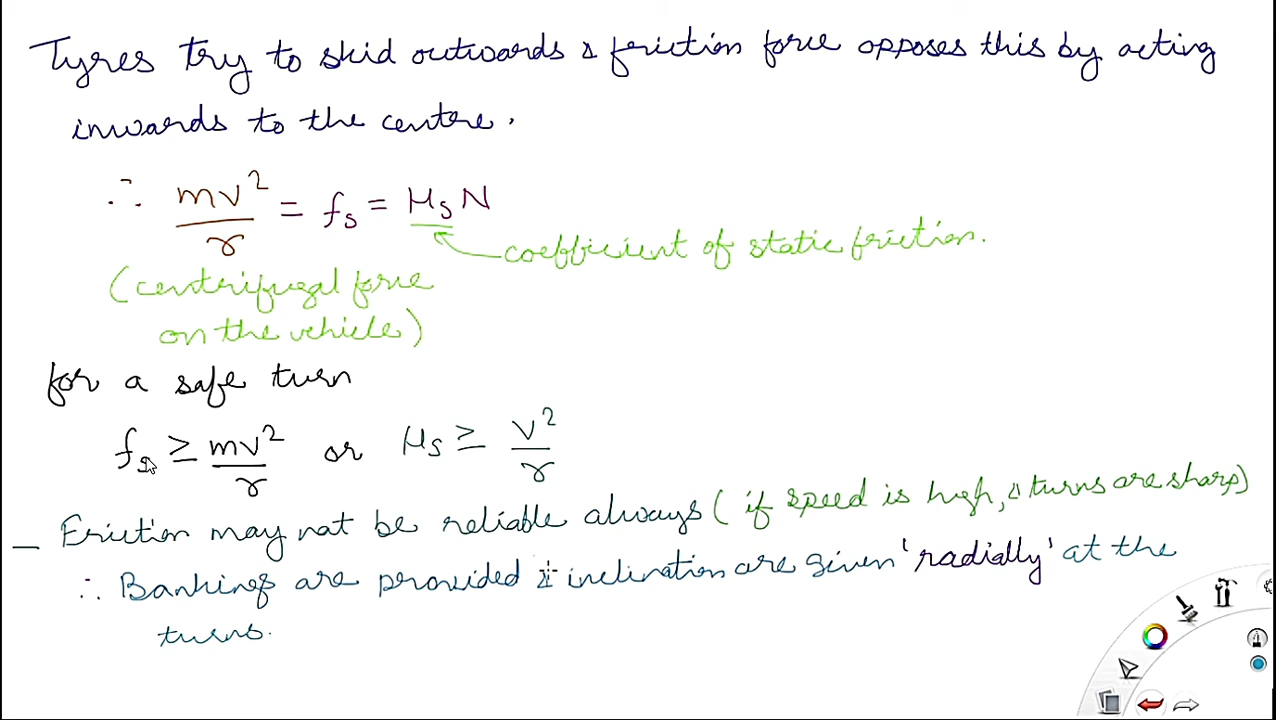 Tyres try to skid outwards & friction force opposes this by acting
inwards to the centre.
∴ mv²/r = fs = μsN
coefficient of static friction.
(centrifugal force
on the vehicle)
for a safe turn
fs ≥ mv²/r or μs ≥ v²/r
– Friction may not be reliable always (if speed is high, & turns are sharp)
∴ Bankings are provided & inclination are given 'radially' at the
turns.